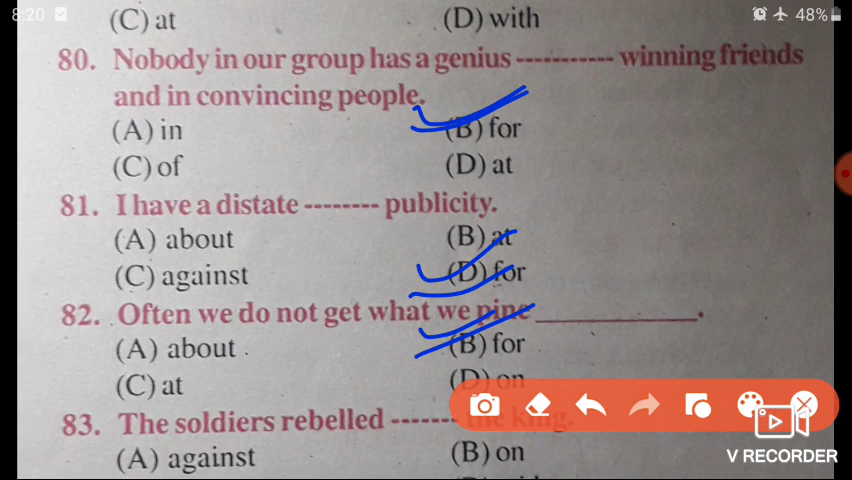 8:20
48%
(C) at (D) with
80. Nobody in our group has a genius ----------- winning friends
and in convincing people.
(A) in (B) for
(C) of (D) at
81. I have a distate -------- publicity.
(A) about (B) at
(C) against (D) for
82. Often we do not get what we pine ______________.
(A) about . (B) for
(C) at (D) on
83. The soldiers rebelled ------- the king.
(A) against (B) on
V RECORDER